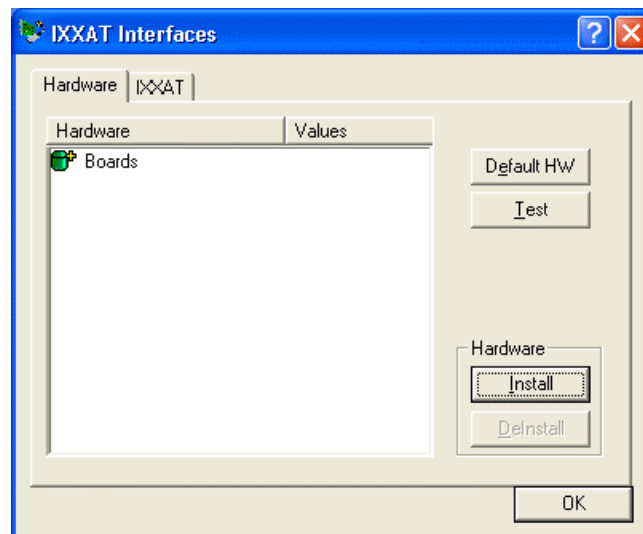 IXXAT Interfaces
Hardware IXXAT
Hardware Values
Boards
Default HW
Test
Hardware
Install
DeInstall
OK